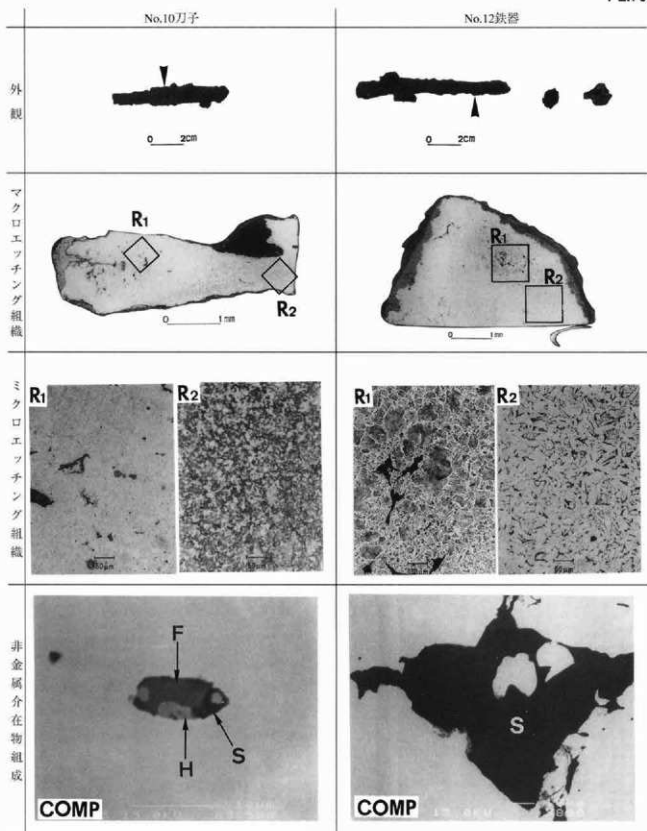 No.10刀子
No.12鉄器
外観
0 2cm
0 2cm
マクロエッチング組織
R1
R2
0 1mm
R1
R2
0 1mm
ミクロエッチング組織
R1
R2
R1
R2
非金属介在物組成
F
H
S
COMP
S
COMP